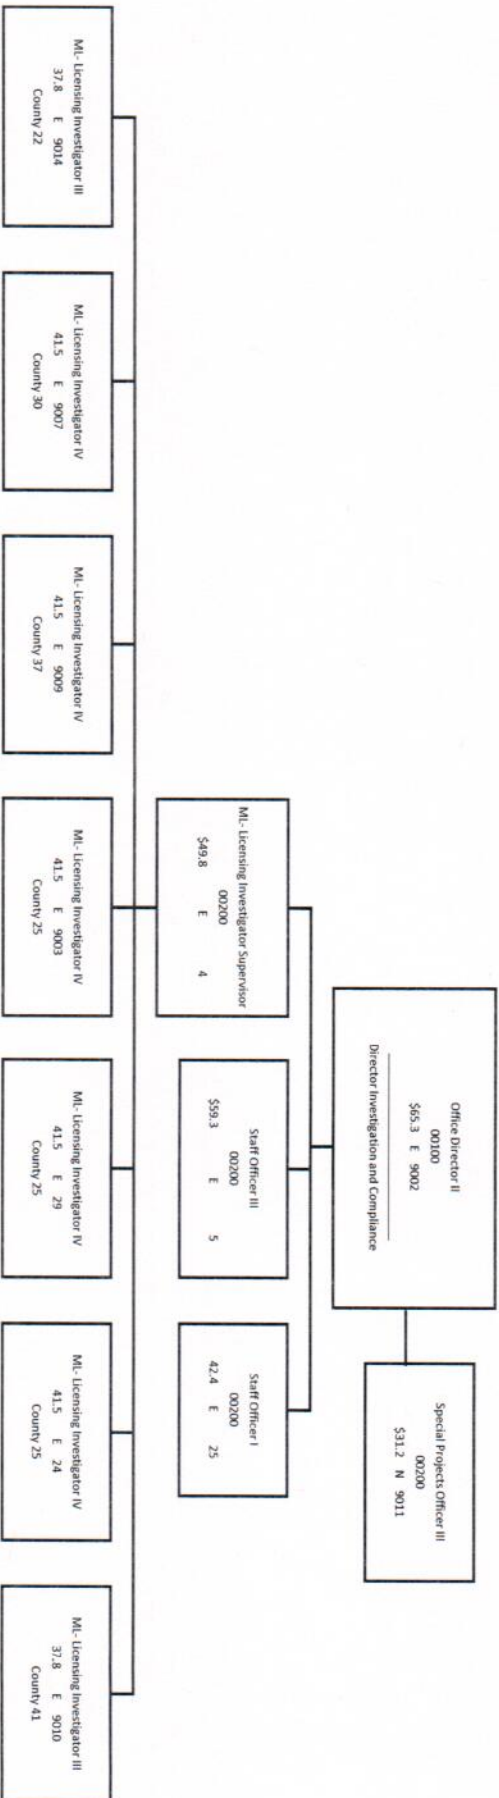 Office Director II
00100
$65.3 E 9002
Director Investigation and Compliance
Special Projects Officer III
00200
$31.2 N 9011
ML- Licensing Investigator Supervisor
00200
$49.8 E 4
Staff Officer III
00200
$59.3 E 5
Staff Officer I
00200
42.4 E 25
ML- Licensing Investigator III
37.8 E 9014
County 22
ML- Licensing Investigator IV
41.5 E 9007
County 30
ML- Licensing Investigator IV
41.5 E 9009
County 37
ML- Licensing Investigator IV
41.5 E 9003
County 25
ML- Licensing Investigator IV
41.5 E 29
County 25
ML- Licensing Investigator IV
41.5 E 24
County 25
ML- Licensing Investigator III
37.8 E 9010
County 41